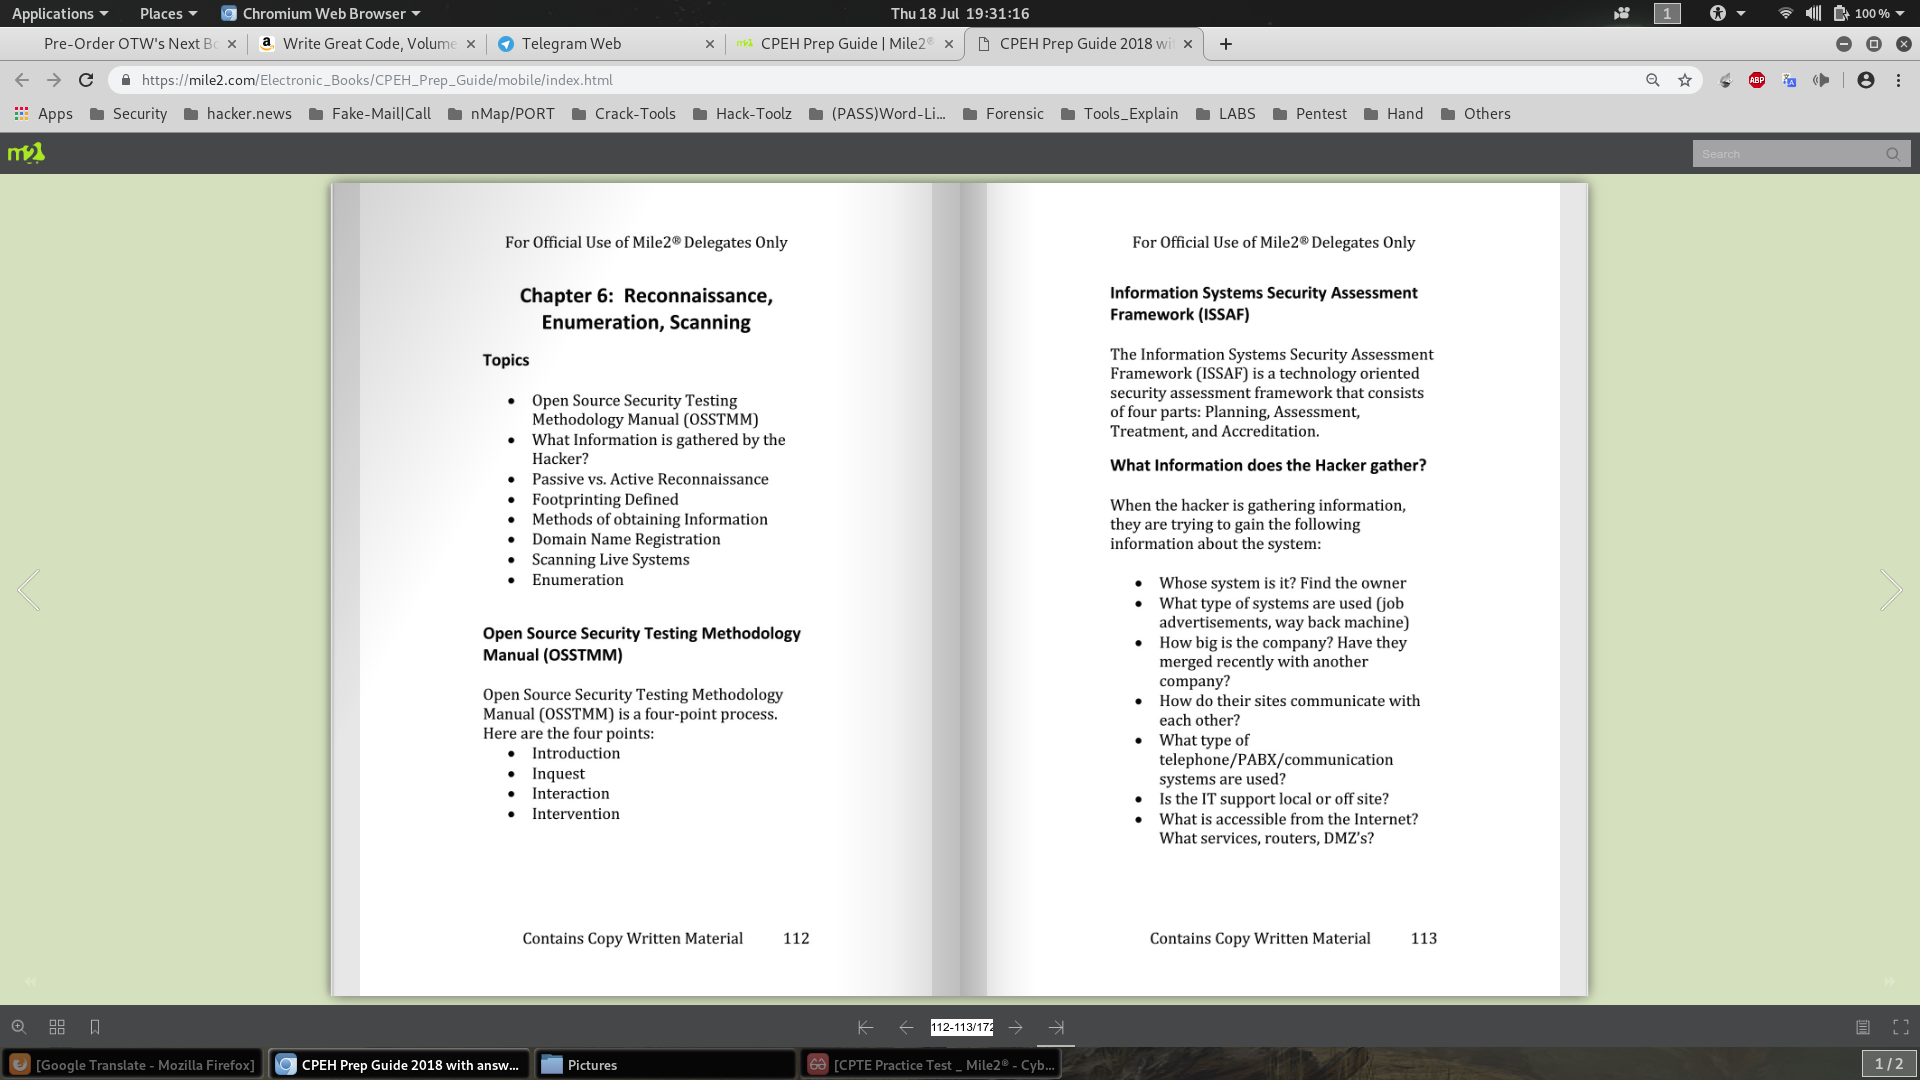 Applications
Places
Chromium Web Browser
Thu 18 Jul 19:31:16
1
100 %
Pre-Order OTW's Next Bo
Write Great Code, Volume
Telegram Web
CPEH Prep Guide | Mile2®
CPEH Prep Guide 2018 wit
https://mile2.com/Electronic_Books/CPEH_Prep_Guide/mobile/index.html
ABP
Apps
Security
hacker.news
Fake-Mail|Call
nMap/PORT
Crack-Tools
Hack-Toolz
(PASS)Word-Li...
Forensic
Tools_Explain
LABS
Pentest
Hand
Others
m2
Search
For Official Use of Mile2® Delegates Only
Chapter 6: Reconnaissance,
Enumeration, Scanning
Topics
• Open Source Security Testing
Methodology Manual (OSSTMM)
• What Information is gathered by the
Hacker?
• Passive vs. Active Reconnaissance
• Footprinting Defined
• Methods of obtaining Information
• Domain Name Registration
• Scanning Live Systems
• Enumeration
Open Source Security Testing Methodology
Manual (OSSTMM)
Open Source Security Testing Methodology
Manual (OSSTMM) is a four-point process.
Here are the four points:
• Introduction
• Inquest
• Interaction
• Intervention
Contains Copy Written Material 112
For Official Use of Mile2® Delegates Only
Information Systems Security Assessment
Framework (ISSAF)
The Information Systems Security Assessment
Framework (ISSAF) is a technology oriented
security assessment framework that consists
of four parts: Planning, Assessment,
Treatment, and Accreditation.
What Information does the Hacker gather?
When the hacker is gathering information,
they are trying to gain the following
information about the system:
• Whose system is it? Find the owner
• What type of systems are used (job
advertisements, way back machine)
• How big is the company? Have they
merged recently with another
company?
• How do their sites communicate with
each other?
• What type of
telephone/PABX/communication
systems are used?
• Is the IT support local or off site?
• What is accessible from the Internet?
What services, routers, DMZ's?
Contains Copy Written Material 113
112-113/172
[Google Translate - Mozilla Firefox]
CPEH Prep Guide 2018 with answ...
Pictures
[CPTE Practice Test _ Mile2® - Cyb...
1 / 2